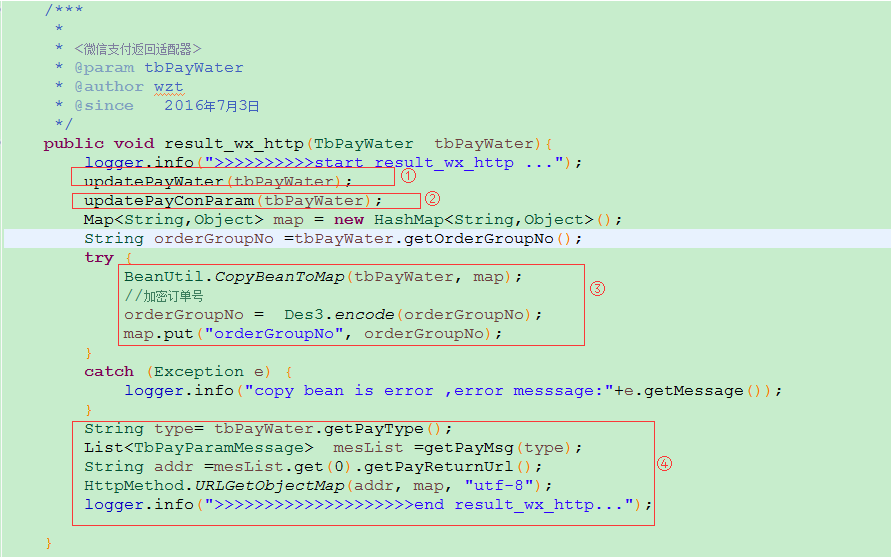 /***
*
* <微信支付返回适配器>
* @param tbPayWater
* @author wzt
* @since 2016年7月3日
*/
public void result_wx_http(TbPayWater tbPayWater){
logger.info(">>>>>>>>>>start result_wx_http ...");
updatePayWater(tbPayWater); ①
updatePayConParam(tbPayWater); ②
Map<String,Object> map = new HashMap<String,Object>();
String orderGroupNo =tbPayWater.getOrderGroupNo();
try {
BeanUtil.CopyBeanToMap(tbPayWater, map); ③
//加密订单号
orderGroupNo = Des3.encode(orderGroupNo);
map.put("orderGroupNo", orderGroupNo);
}
catch (Exception e) {
logger.info("copy bean is error ,error messsage:"+e.getMessage());
}
String type= tbPayWater.getPayType();
List<TbPayParamMessage> mesList =getPayMsg(type);
String addr =mesList.get(0).getPayReturnUrl(); ④
HttpMethod.URLGetObjectMap(addr, map, "utf-8");
logger.info(">>>>>>>>>>>>>>>>>>>>end result_wx_http...");
}